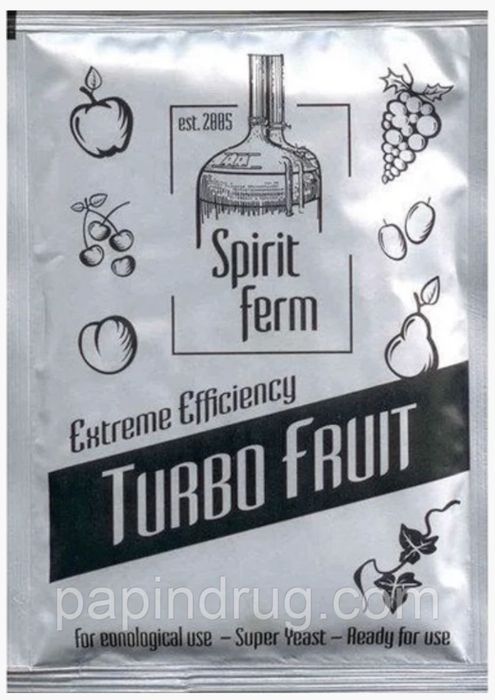 est. 2005
Spirit
ferm
Extreme Efficiency
TURBO FRUIT
papindrug.com
For eonological use – Super Yeast – Ready for use